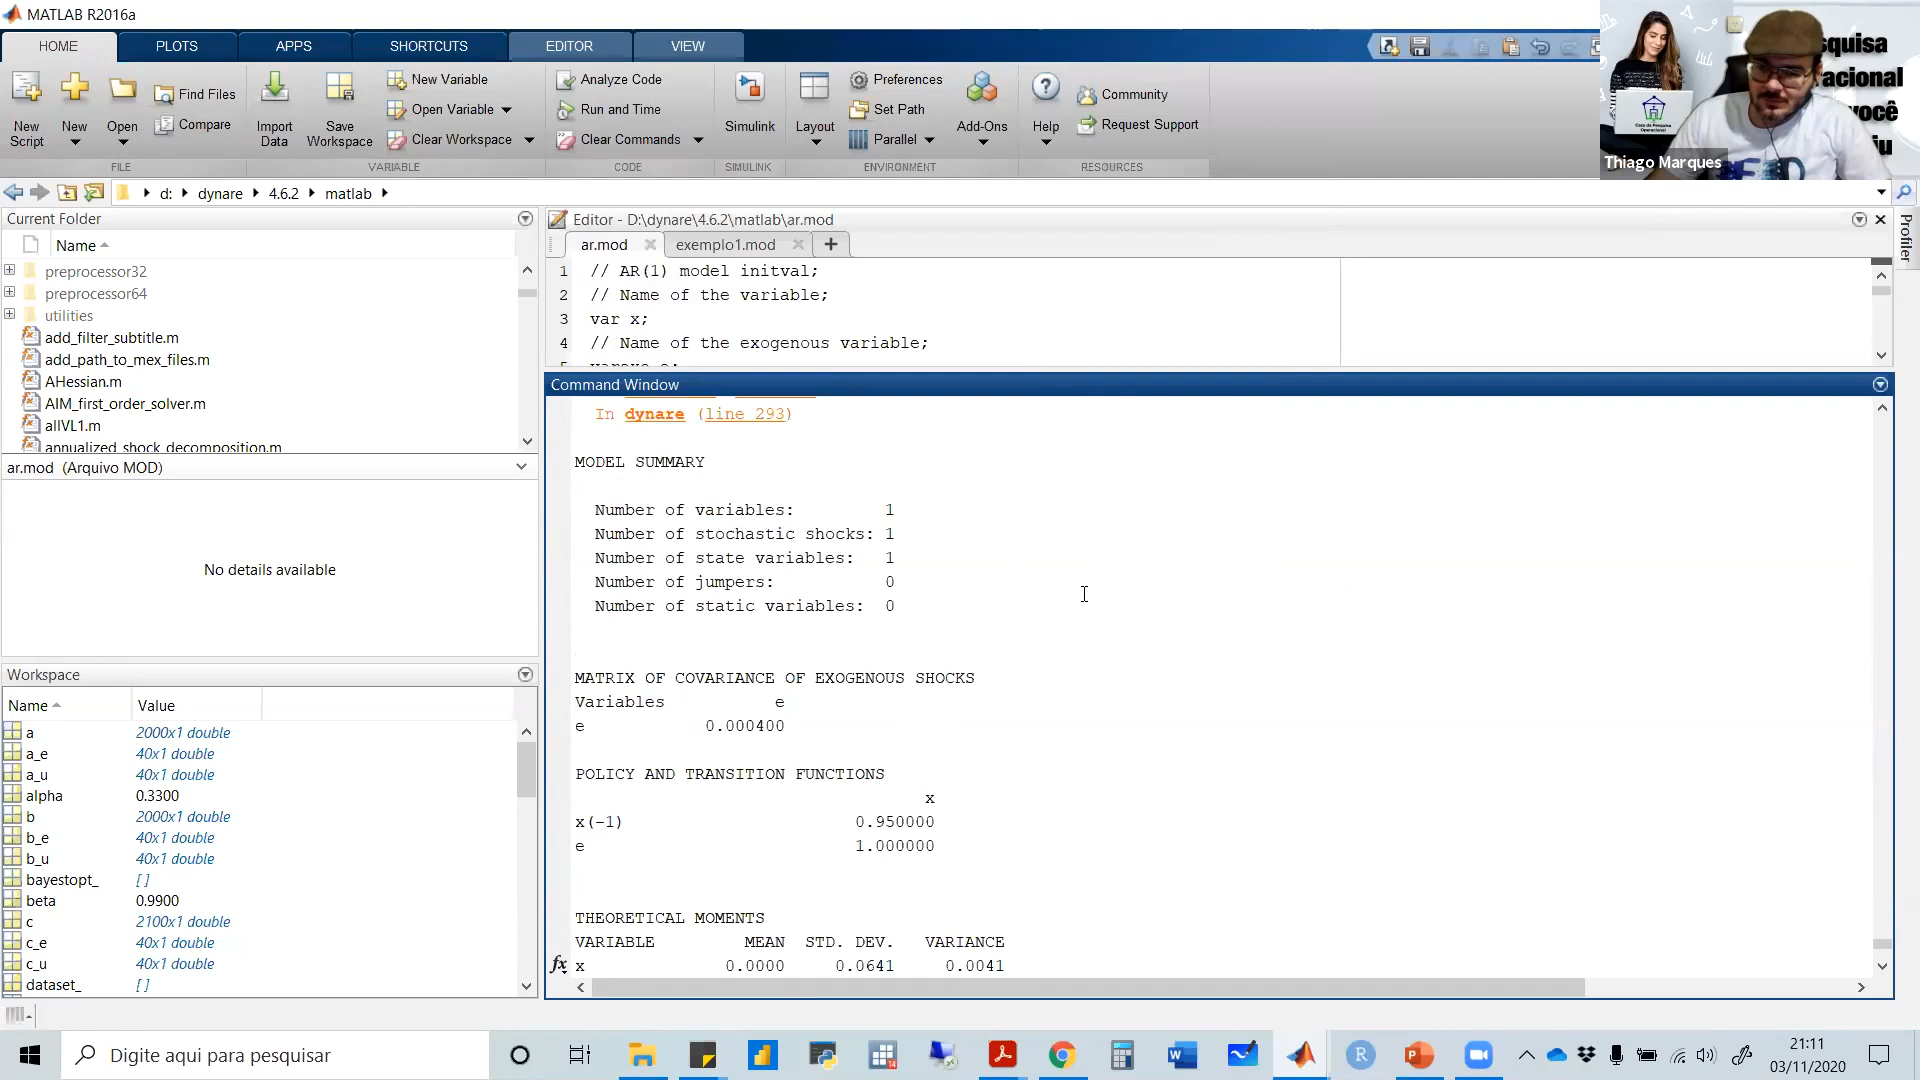 MATLAB R2016a
HOME
PLOTS
APPS
SHORTCUTS
EDITOR
VIEW
New Script
New
Open
Find Files
Compare
FILE
Import Data
Save Workspace
New Variable
Open Variable
Clear Workspace
VARIABLE
Analyze Code
Run and Time
Clear Commands
CODE
Simulink
SIMULINK
Layout
Preferences
Set Path
Parallel
ENVIRONMENT
Add-Ons
Help
Community
Request Support
RESOURCES
squisa
racional
você
iu
Casa da Pesquisa Operacional
Thiago Marques
d: dynare 4.6.2 matlab
Current Folder
Name
preprocessor32
preprocessor64
utilities
add_filter_subtitle.m
add_path_to_mex_files.m
AHessian.m
AIM_first_order_solver.m
allVL1.m
annualized_shock_decomposition.m
ar.mod (Arquivo MOD)
No details available
Workspace
Name Value
a 2000x1 double
a_e 40x1 double
a_u 40x1 double
alpha 0.3300
b 2000x1 double
b_e 40x1 double
b_u 40x1 double
bayestopt_ []
beta 0.9900
c 2100x1 double
c_e 40x1 double
c_u 40x1 double
dataset_ []
Editor - D:\dynare\4.6.2\matlab\ar.mod
ar.mod
exemplo1.mod
1 // AR(1) model initval;
2 // Name of the variable;
3 var x;
4 // Name of the exogenous variable;
Profiler
Command Window
In dynare (line 293)
MODEL SUMMARY
Number of variables: 1
Number of stochastic shocks: 1
Number of state variables: 1
Number of jumpers: 0
Number of static variables: 0
MATRIX OF COVARIANCE OF EXOGENOUS SHOCKS
Variables e
e 0.000400
POLICY AND TRANSITION FUNCTIONS
x
x(-1) 0.950000
e 1.000000
THEORETICAL MOMENTS
VARIABLE MEAN STD. DEV. VARIANCE
fx x 0.0000 0.0641 0.0041
Digite aqui para pesquisar
21:11
03/11/2020